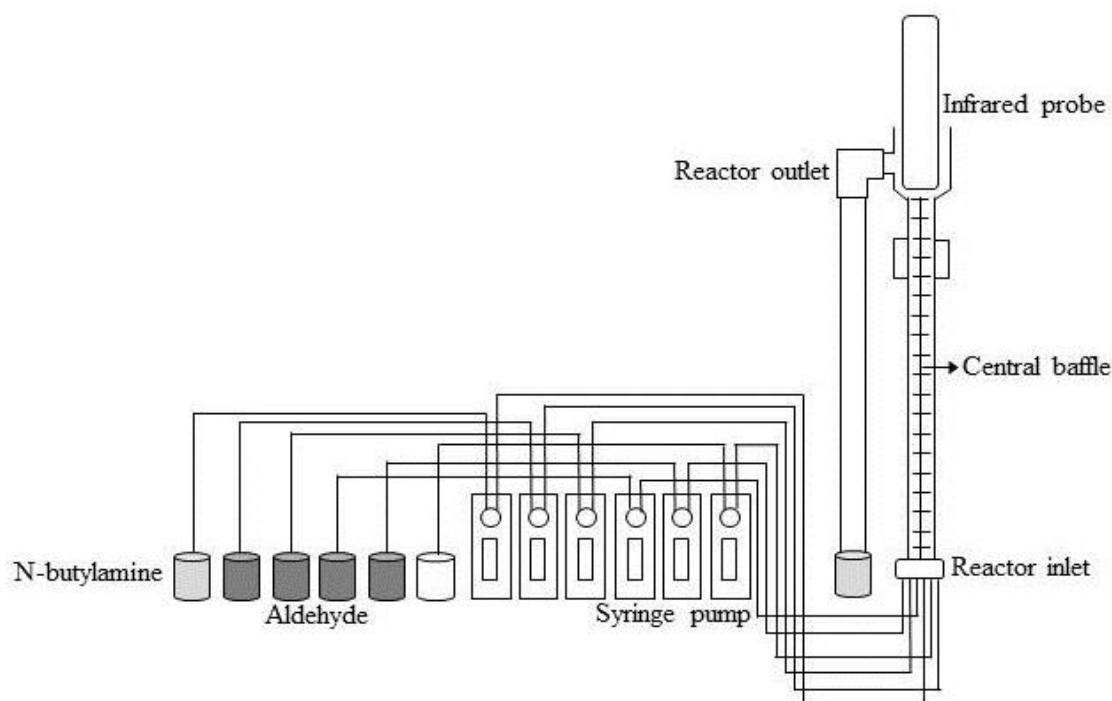 Infrared probe
Reactor outlet
Central baffle
N-butylamine
Reactor inlet
Aldehyde
Syringe pump